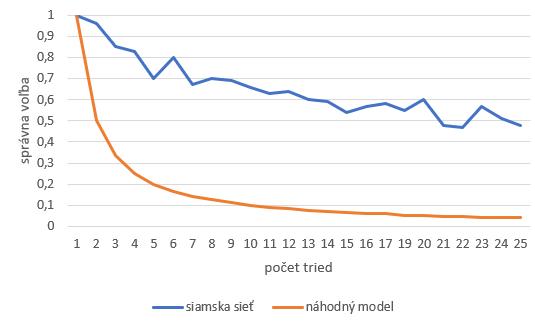 1
0,9
0,8
0,7
0,6
0,5
0,4
0,3
0,2
0,1
0
správna voľba
1 2 3 4 5 6 7 8 9 10 11 12 13 14 15 16 17 19 20 21 22 23 24 25
počet tried
siamska sieť náhodný model